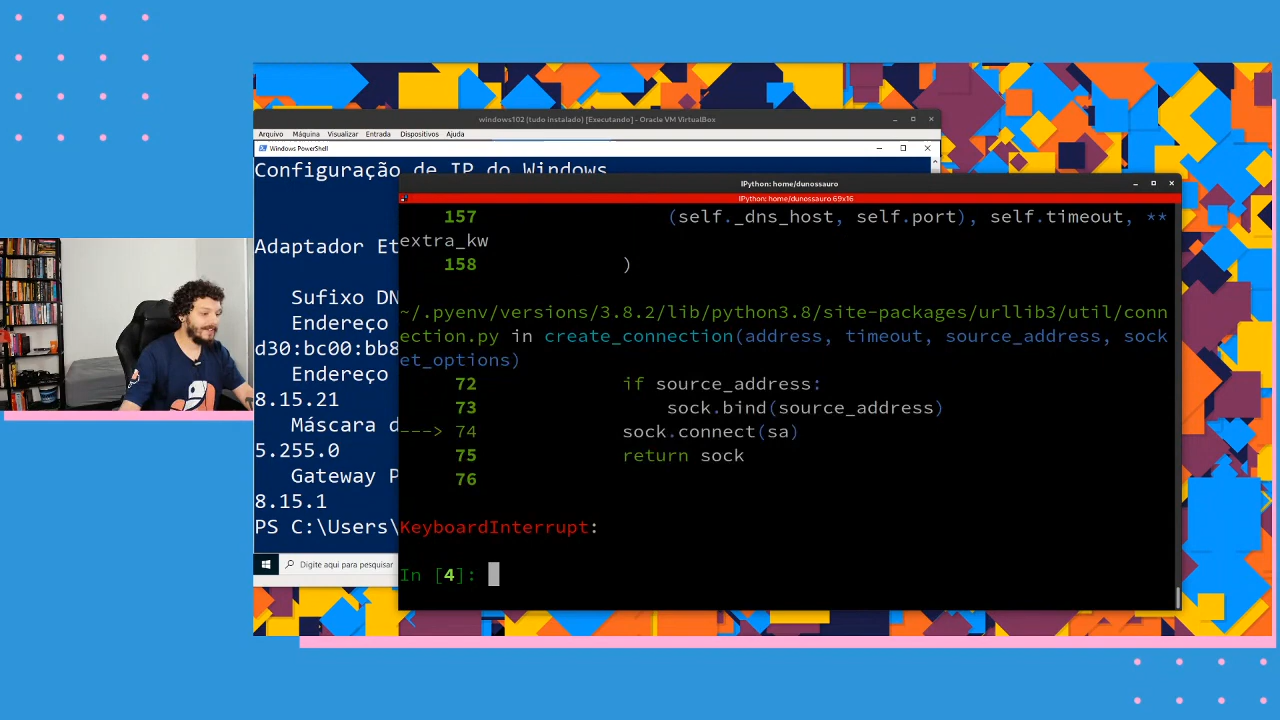 windows102 (tudo instalado) [Executando] - Oracle VM VirtualBox
Arquivo Máquina Visualizar Entrada Dispositivos Ajuda
Windows PowerShell
Configuração de IP do Windows
Adaptador Et
Sufixo DN
Endereço
d30:bc00:bb8
Endereço
8.15.21
Máscara d
5.255.0
Gateway P
8.15.1
PS C:\Users\
Digite aqui para pesquisar
IPython: home/dunossauro
IPython: home/dunossauro 69x16
157 (self._dns_host, self.port), self.timeout, **
extra_kw
158 )
~/.pyenv/versions/3.8.2/lib/python3.8/site-packages/urllib3/util/conn
ection.py in create_connection(address, timeout, source_address, sock
et_options)
72 if source_address:
73 sock.bind(source_address)
---> 74 sock.connect(sa)
75 return sock
76
KeyboardInterrupt:
In [4]: